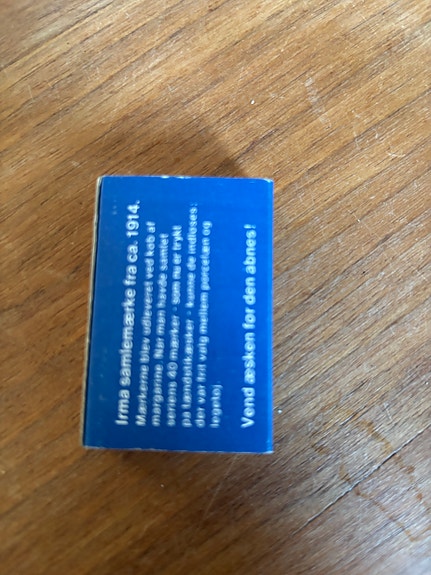 Irma samlemærke fra ca. 1914.
Mærkerne blev udleveret ved køb af
margarine. Når man havde samlet
seriens 40 mærker - som nu er trykt
på tændstikæsker - kunne de indløses:
der var frit valg mellem porcelæn og
legetøj.
Vend æsken før den åbnes!